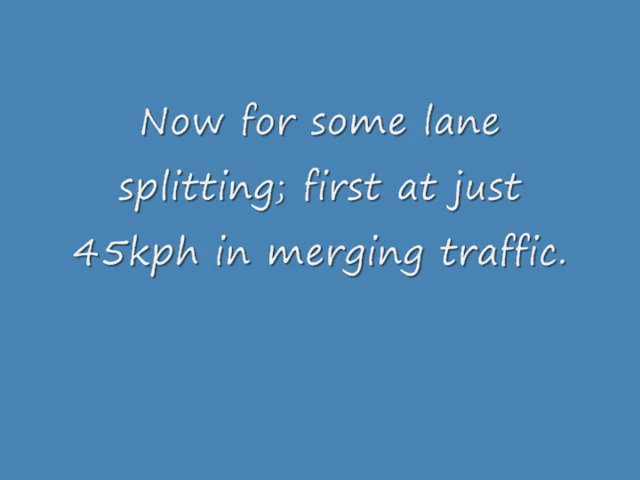 Now for some lane
splitting; first at just
45kph in merging traffic.